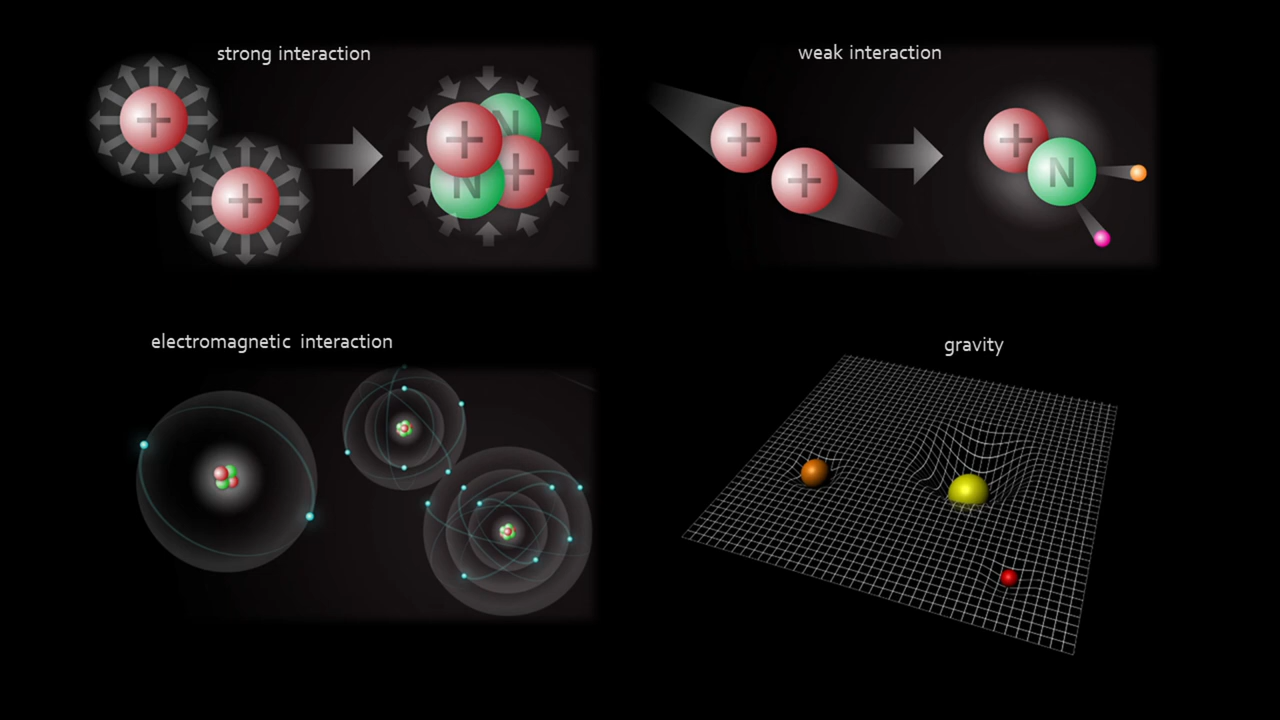 strong interaction
weak interaction
+
+
+
N
+
N
+
+
+
N
electromagnetic interaction
gravity